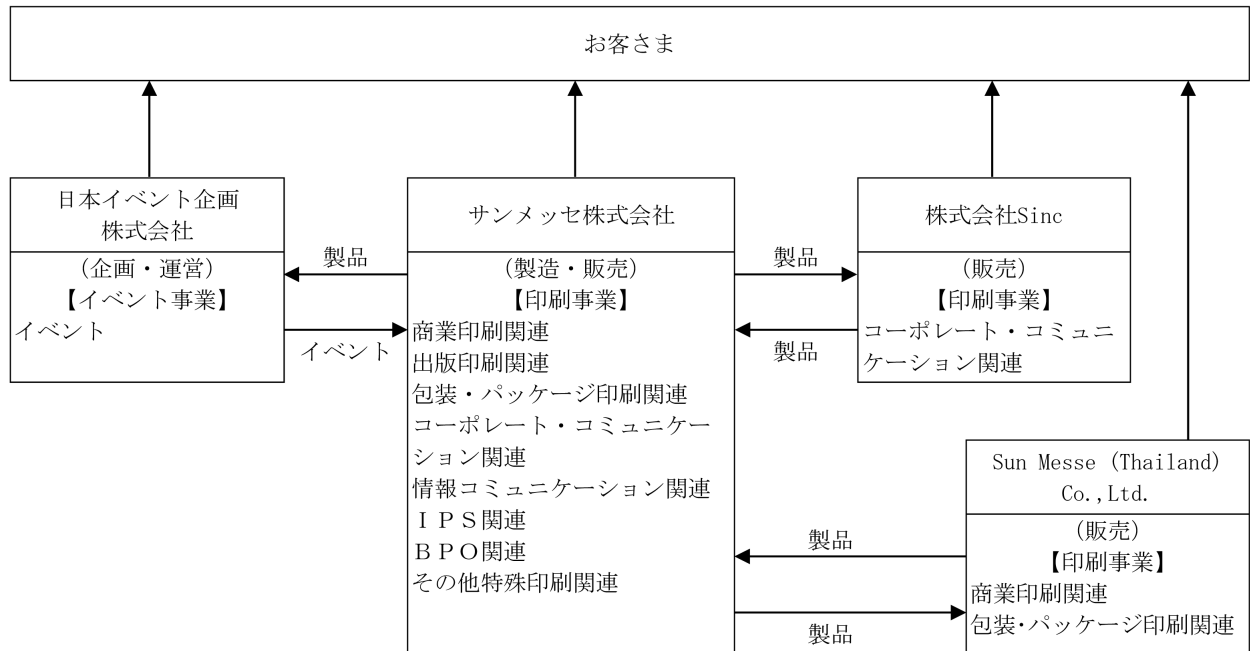 お客さま
日本イベント企画
株式会社
(企画・運営)
【イベント事業】
イベント
製品
イベント
サンメッセ株式会社
(製造・販売)
【印刷事業】
商業印刷関連
出版印刷関連
包装・パッケージ印刷関連
コーポレート・コミュニケー
ション関連
情報コミュニケーション関連
ＩＰＳ関連
ＢＰＯ関連
その他特殊印刷関連
製品
製品
株式会社Sinc
(販売)
【印刷事業】
コーポレート・コミュニ
ケーション関連
製品
製品
Sun Messe (Thailand)
Co.,Ltd.
(販売)
【印刷事業】
商業印刷関連
包装・パッケージ印刷関連